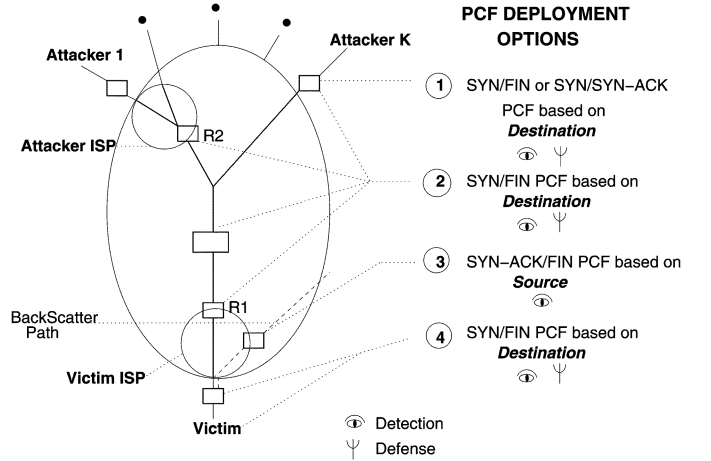 PCF DEPLOYMENT
OPTIONS
Attacker 1
Attacker K
R2
Attacker ISP
R1
BackScatter
Path
Victim ISP
Victim
1 SYN/FIN or SYN/SYN-ACK
PCF based on
Destination
2 SYN/FIN PCF based on
Destination
3 SYN-ACK/FIN PCF based on
Source
4 SYN/FIN PCF based on
Destination
Detection
Defense